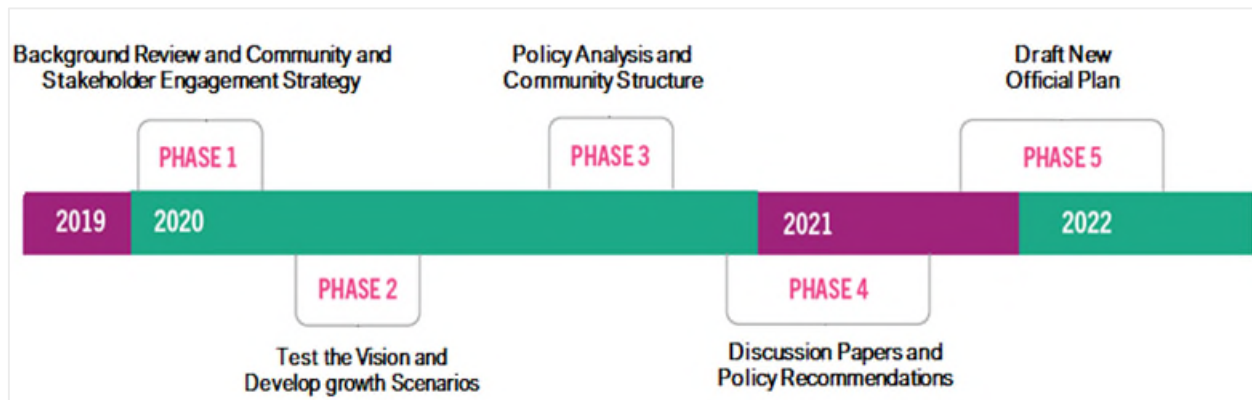 Background Review and Community and
Stakeholder Engagement Strategy
Policy Analysis and
Community Structure
Draft New
Official Plan
PHASE 1
PHASE 3
PHASE 5
2019
2020
2021
2022
PHASE 2
PHASE 4
Test the Vision and
Develop growth Scenarios
Discussion Papers and
Policy Recommendations